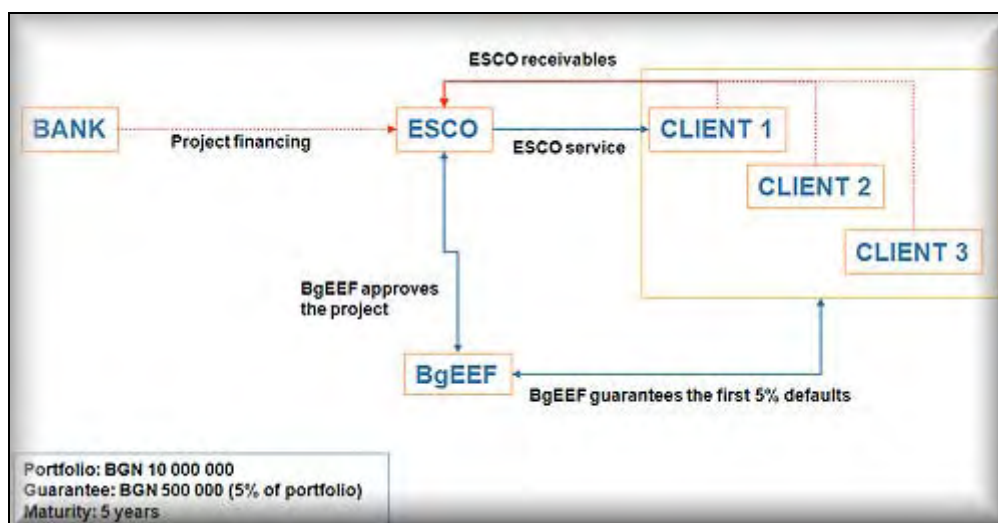 ESCO receivables
BANK
Project financing
ESCO
ESCO service
CLIENT 1
CLIENT 2
CLIENT 3
BgEEF approves
the project
BgEEF
BgEEF guarantees the first 5% defaults
Portfolio: BGN 10 000 000
Guarantee: BGN 500 000 (5% of portfolio)
Maturity: 5 years